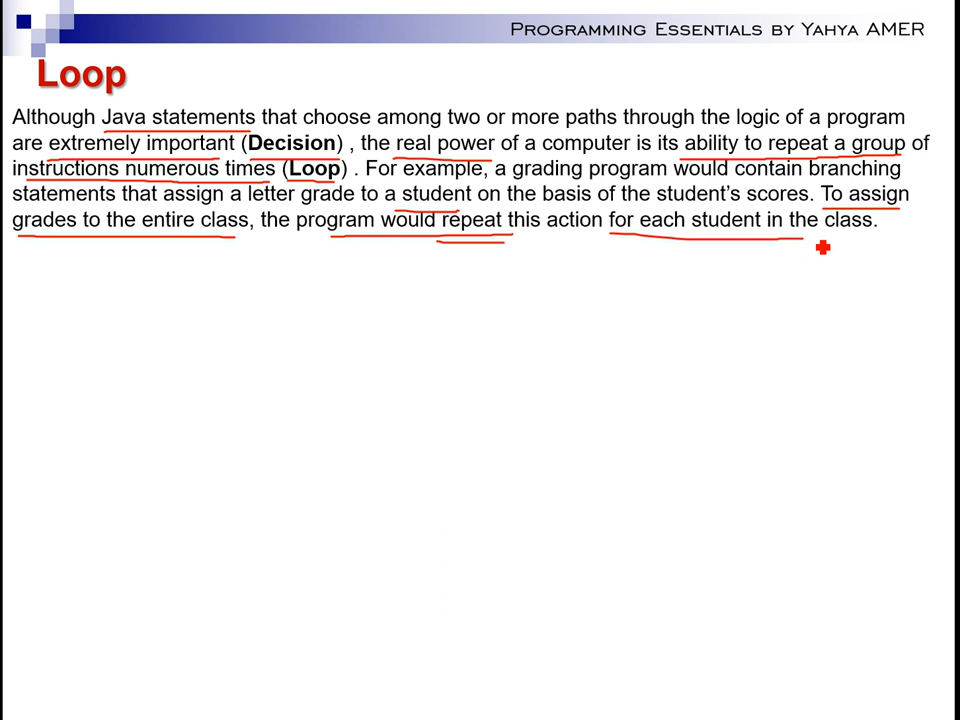 Programming Essentials by Yahya AMER
Loop
Although Java statements that choose among two or more paths through the logic of a program
are extremely important (Decision) , the real power of a computer is its ability to repeat a group of
instructions numerous times (Loop) . For example, a grading program would contain branching
statements that assign a letter grade to a student on the basis of the student’s scores. To assign
grades to the entire class, the program would repeat this action for each student in the class.